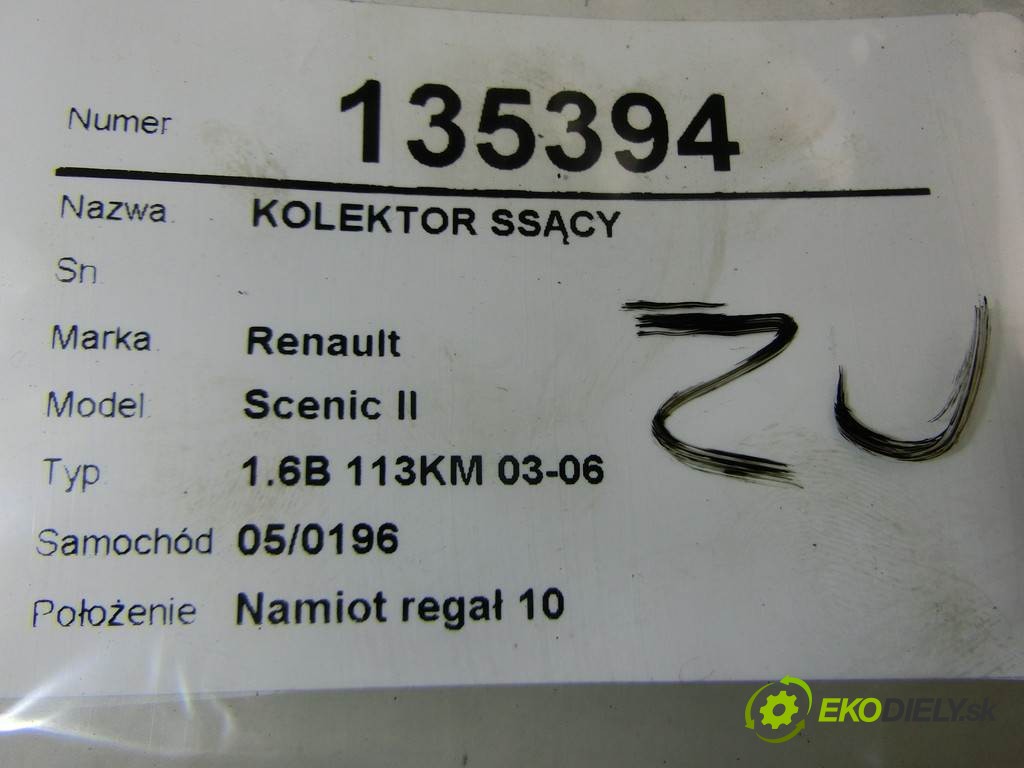 Numer 135394
Nazwa KOLEKTOR SSĄCY
Sn
Marka Renault
Model Scenic II
Typ 1.6B 113KM 03-06
Samochód 05/0196
Położenie Namiot regał 10
ZU
EKODIELY.sk